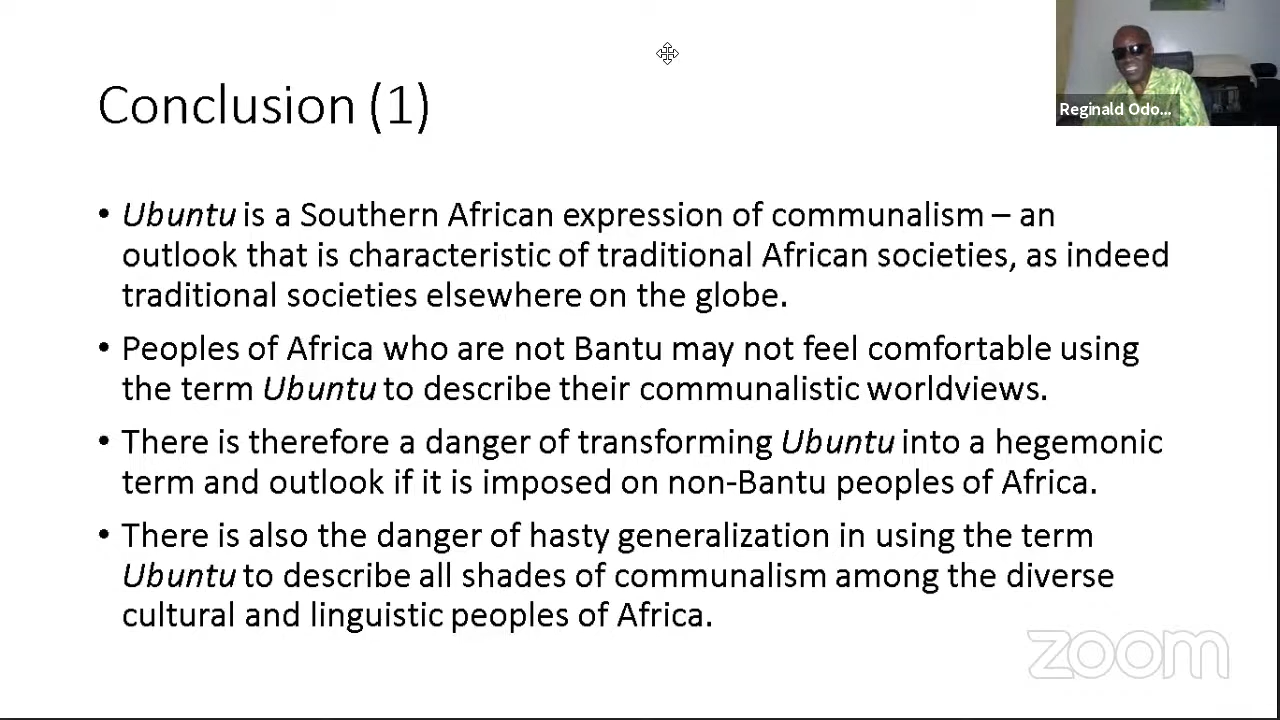 Conclusion (1)
Reginald Odo...
• Ubuntu is a Southern African expression of communalism – an
outlook that is characteristic of traditional African societies, as indeed
traditional societies elsewhere on the globe.
• Peoples of Africa who are not Bantu may not feel comfortable using
the term Ubuntu to describe their communalistic worldviews.
• There is therefore a danger of transforming Ubuntu into a hegemonic
term and outlook if it is imposed on non-Bantu peoples of Africa.
• There is also the danger of hasty generalization in using the term
Ubuntu to describe all shades of communalism among the diverse
cultural and linguistic peoples of Africa.
zoom